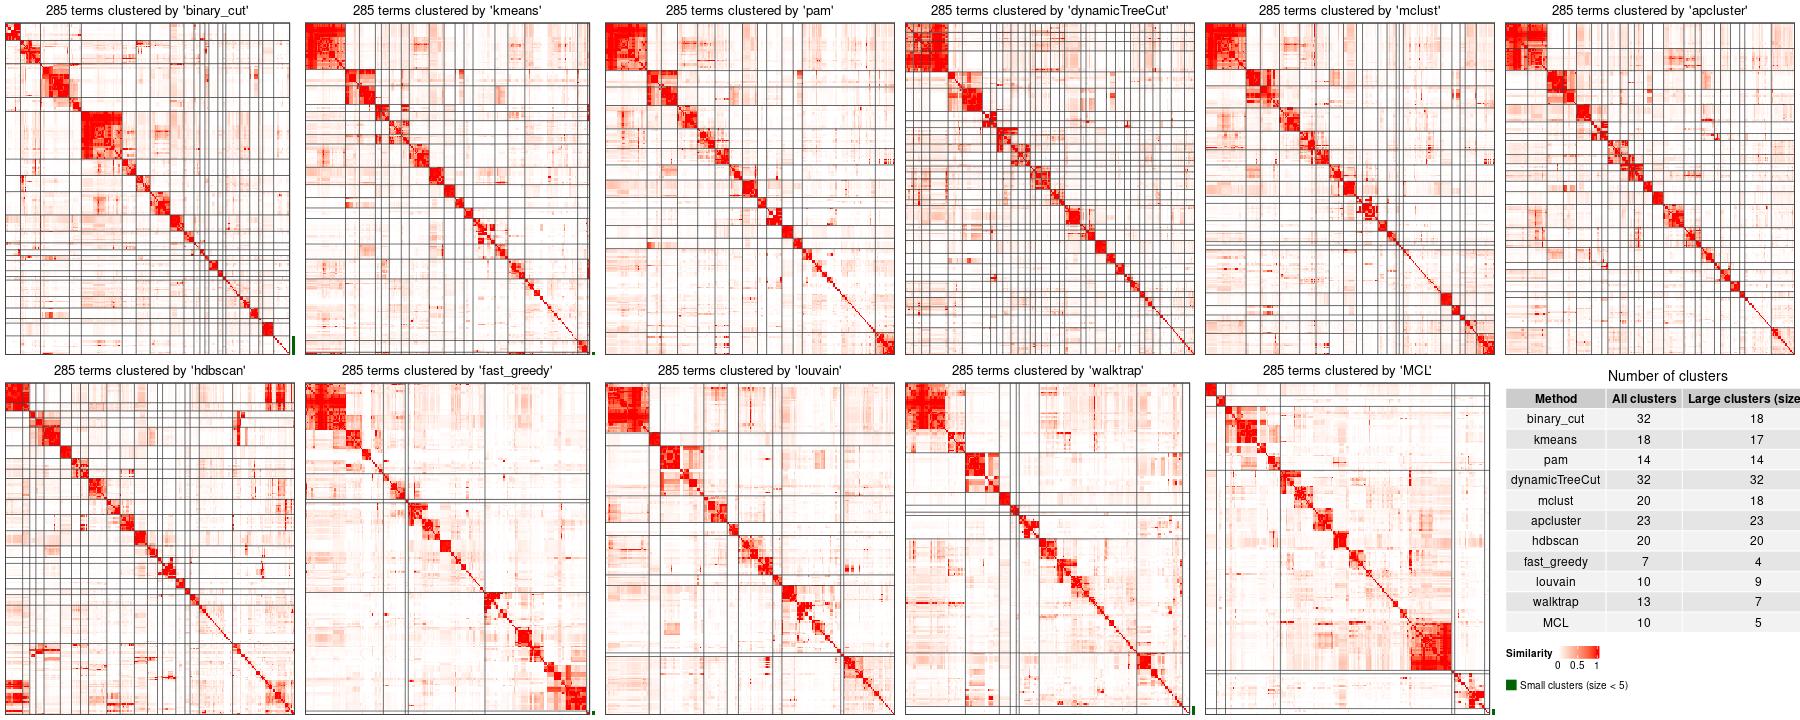 285 terms clustered by 'binary_cut'
285 terms clustered by 'kmeans'
285 terms clustered by 'pam'
285 terms clustered by 'dynamicTreeCut'
285 terms clustered by 'mclust'
285 terms clustered by 'apcluster'
285 terms clustered by 'hdbscan'
285 terms clustered by 'fast_greedy'
285 terms clustered by 'louvain'
285 terms clustered by 'walktrap'
285 terms clustered by 'MCL'
Number of clusters
Method All clusters Large clusters (size
binary_cut 32 18
kmeans 18 17
pam 14 14
dynamicTreeCut 32 32
mclust 20 18
apcluster 23 23
hdbscan 20 20
fast_greedy 7 4
louvain 10 9
walktrap 13 7
MCL 10 5
Similarity
0 0.5 1
Small clusters (size < 5)